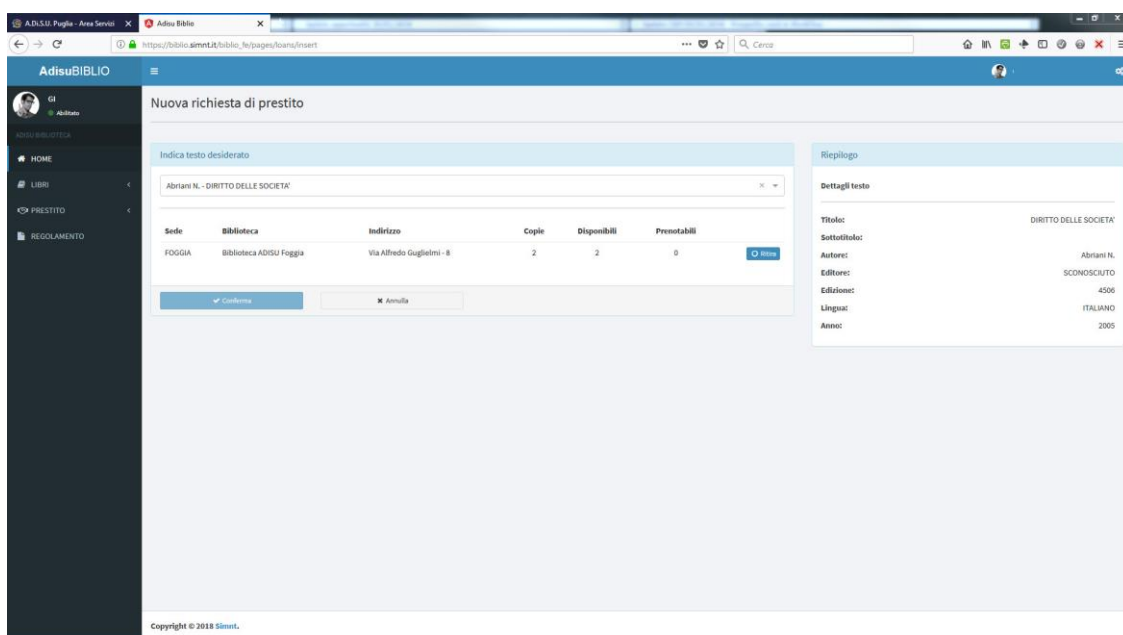 A.Di.S.U. Puglia - Area Servizi
Adisu Biblio
https://biblio.simnt.it/biblio_fe/pages/loans/insert
Cerca
AdisuBIBLIO
GI
Abilitato
ADISU BIBLIOTECA
HOME
LIBRI
PRESTITO
REGOLAMENTO
Nuova richiesta di prestito
Indica testo desiderato
Abriani N. - DIRITTO DELLE SOCIETA'
Sede Biblioteca Indirizzo Copie Disponibili Prenotabili
FOGGIA Biblioteca ADISU Foggia Via Alfredo Guglielmi - 8 2 2 0 Ritira
Conferma Annulla
Riepilogo
Dettagli testo
Titolo: DIRITTO DELLE SOCIETA'
Sottotitolo:
Autore: Abriani N.
Editore: SCONOSCIUTO
Edizione: 4506
Lingua: ITALIANO
Anno: 2005
Copyright © 2018 Simnt.